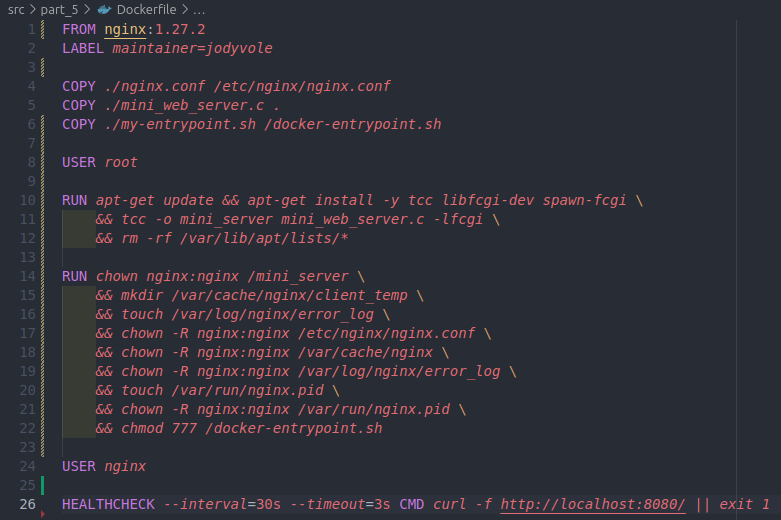 src > part_5 > Dockerfile > ...
1 FROM nginx:1.27.2
2 LABEL maintainer=jodyvole
3
4 COPY ./nginx.conf /etc/nginx/nginx.conf
5 COPY ./mini_web_server.c .
6 COPY ./my-entrypoint.sh /docker-entrypoint.sh
7
8 USER root
9
10 RUN apt-get update && apt-get install -y tcc libfcgi-dev spawn-fcgi \
11     && tcc -o mini_server mini_web_server.c -lfcgi \
12     && rm -rf /var/lib/apt/lists/*
13
14 RUN chown nginx:nginx /mini_server \
15     && mkdir /var/cache/nginx/client_temp \
16     && touch /var/log/nginx/error_log \
17     && chown -R nginx:nginx /etc/nginx/nginx.conf \
18     && chown -R nginx:nginx /var/cache/nginx \
19     && chown -R nginx:nginx /var/log/nginx/error_log \
20     && touch /var/run/nginx.pid \
21     && chown -R nginx:nginx /var/run/nginx.pid \
22     && chmod 777 /docker-entrypoint.sh
23
24 USER nginx
25
26 HEALTHCHECK --interval=30s --timeout=3s CMD curl -f http://localhost:8080/ || exit 1